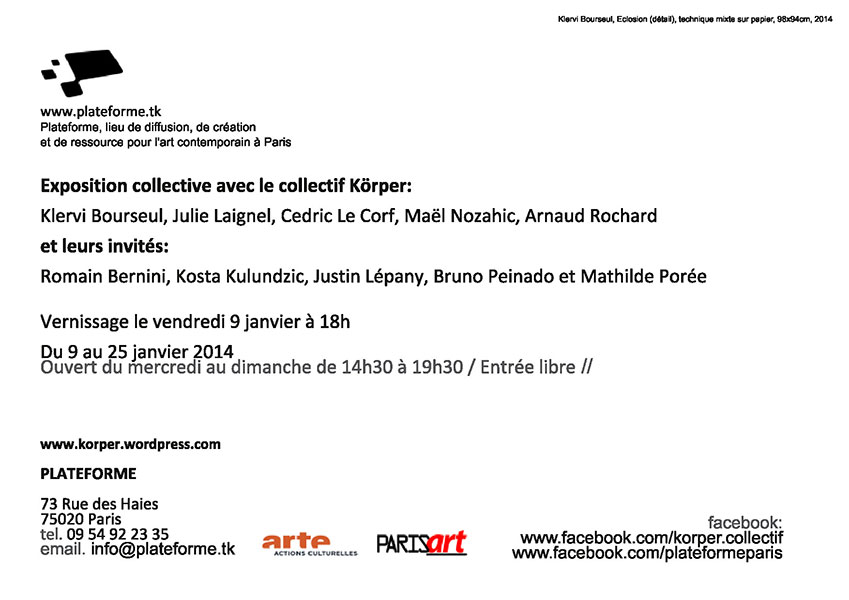 Klervi Bourseul, Eclosion (détail), technique mixte sur papier, 98x94cm, 2014
www.plateforme.tk
Plateforme, lieu de diffusion, de création
et de ressource pour l'art contemporain à Paris
Exposition collective avec le collectif Körper:
Klervi Bourseul, Julie Laignel, Cedric Le Corf, Maël Nozahic, Arnaud Rochard
et leurs invités:
Romain Bernini, Kosta Kulundzic, Justin Lépany, Bruno Peinado et Mathilde Porée
Vernissage le vendredi 9 janvier à 18h
Du 9 au 25 janvier 2014
Ouvert du mercredi au dimanche de 14h30 à 19h30 / Entrée libre //
www.korper.wordpress.com
PLATEFORME
73 Rue des Haies
75020 Paris
tel. 09 54 92 23 35
email. info@plateforme.tk
arte
ACTIONS CULTURELLES
PARISart
facebook:
www.facebook.com/korper.collectif
www.facebook.com/plateformeparis